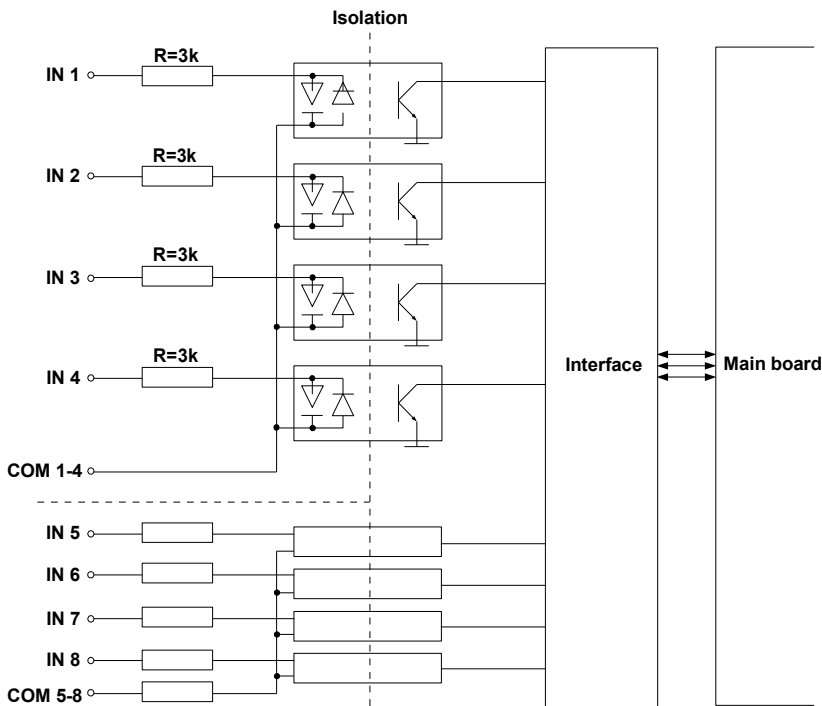 Isolation
R=3k
IN 1
R=3k
IN 2
R=3k
IN 3
R=3k
IN 4
Interface
Main board
COM 1-4
IN 5
IN 6
IN 7
IN 8
COM 5-8